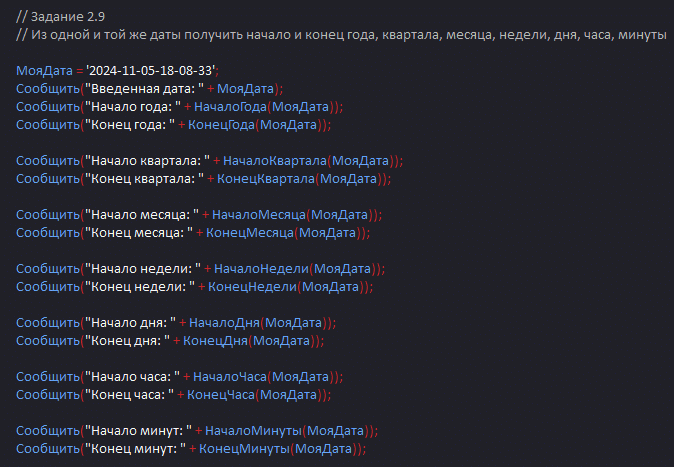 // Задание 2.9
// Из одной и той же даты получить начало и конец года, квартала, месяца, недели, дня, часа, минуты
МояДата = '2024-11-05-18-08-33';
Сообщить("Введенная дата: " + МояДата);
Сообщить("Начало года: " + НачалоГода(МояДата));
Сообщить("Конец года: " + КонецГода(МояДата));
Сообщить("Начало квартала: " + НачалоКвартала(МояДата));
Сообщить("Конец квартала: " + КонецКвартала(МояДата));
Сообщить("Начало месяца: " + НачалоМесяца(МояДата));
Сообщить("Конец месяца: " + КонецМесяца(МояДата));
Сообщить("Начало недели: " + НачалоНедели(МояДата));
Сообщить("Конец недели: " + КонецНедели(МояДата));
Сообщить("Начало дня: " + НачалоДня(МояДата));
Сообщить("Конец дня: " + КонецДня(МояДата));
Сообщить("Начало часа: " + НачалоЧаса(МояДата));
Сообщить("Конец часа: " + КонецЧаса(МояДата));
Сообщить("Начало минут: " + НачалоМинуты(МояДата));
Сообщить("Конец минут: " + КонецМинуты(МояДата));